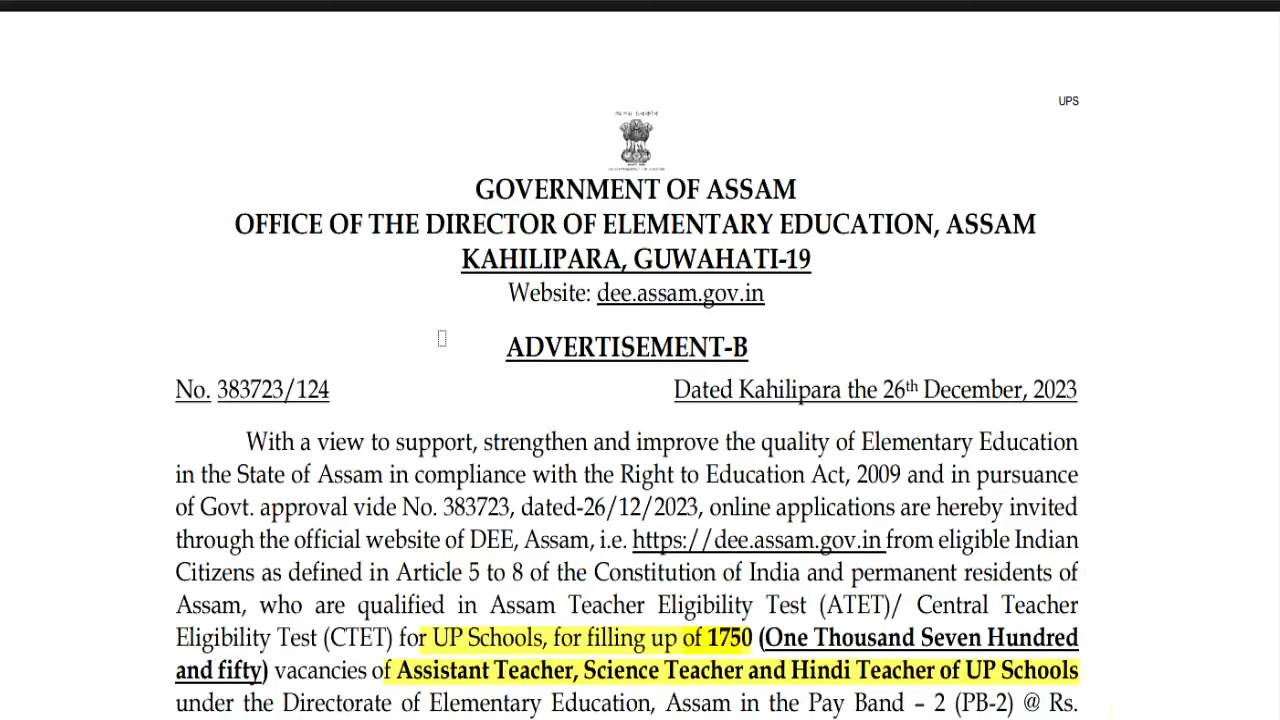 UPS
GOVERNMENT OF ASSAM
OFFICE OF THE DIRECTOR OF ELEMENTARY EDUCATION, ASSAM
KAHILIPARA, GUWAHATI-19
Website: dee.assam.gov.in
ADVERTISEMENT-B
No. 383723/124 Dated Kahilipara the 26th December, 2023
With a view to support, strengthen and improve the quality of Elementary Education
in the State of Assam in compliance with the Right to Education Act, 2009 and in pursuance
of Govt. approval vide No. 383723, dated-26/12/2023, online applications are hereby invited
through the official website of DEE, Assam, i.e. https://dee.assam.gov.in from eligible Indian
Citizens as defined in Article 5 to 8 of the Constitution of India and permanent residents of
Assam, who are qualified in Assam Teacher Eligibility Test (ATET)/ Central Teacher
Eligibility Test (CTET) for UP Schools, for filling up of 1750 (One Thousand Seven Hundred
and fifty) vacancies of Assistant Teacher, Science Teacher and Hindi Teacher of UP Schools
under the Directorate of Elementary Education, Assam in the Pay Band – 2 (PB-2) @ Rs.